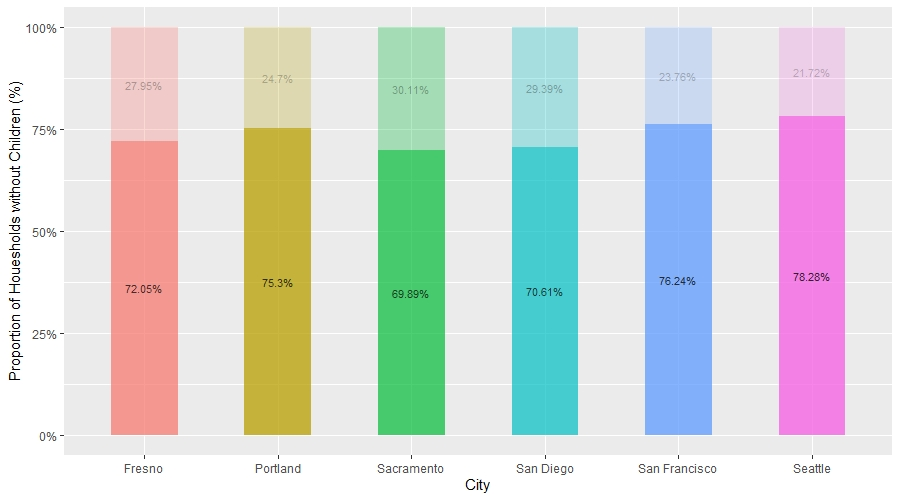 Proportion of Houesholds without Children (%)
100%
75%
50%
25%
0%
27.95%
24.7%
30.11%
29.39%
23.76%
21.72%
72.05%
75.3%
69.89%
70.61%
76.24%
78.28%
Fresno
Portland
Sacramento
San Diego
San Francisco
Seattle
City